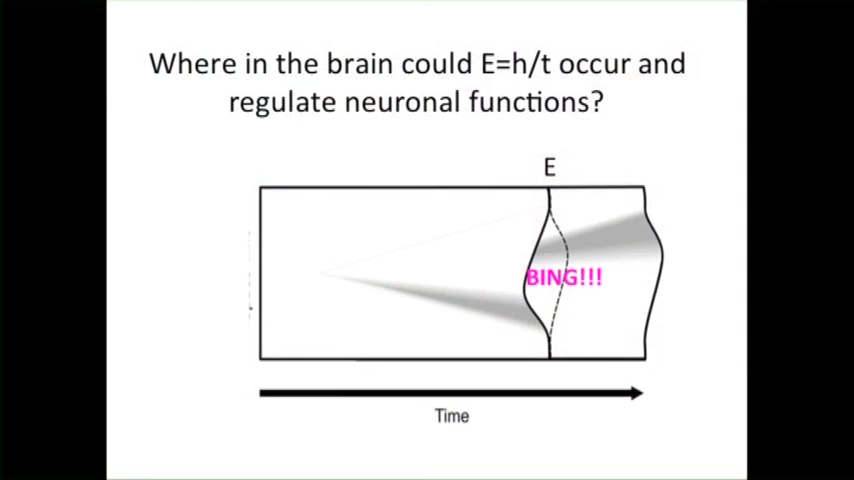 Where in the brain could E=h/t occur and
regulate neuronal functions?
E
BING!!!
Time